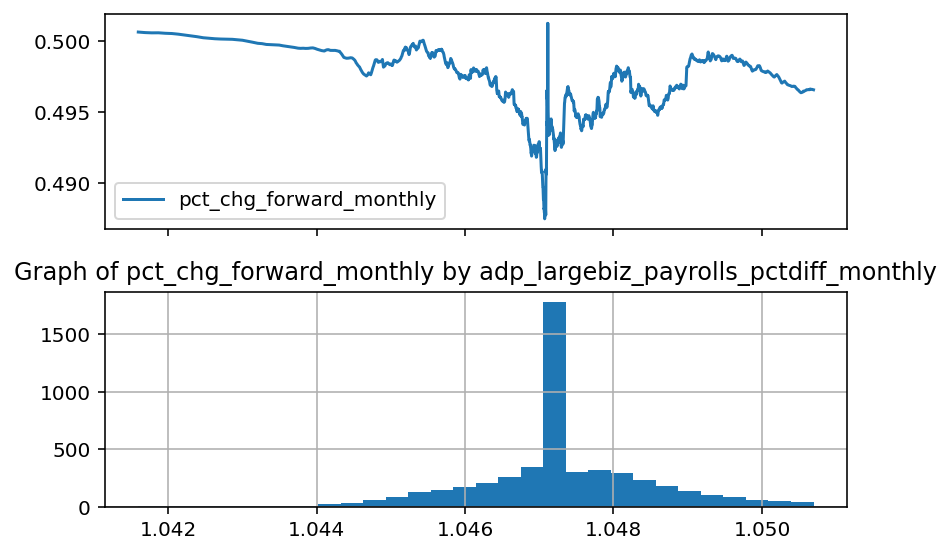 0.500
0.495
0.490
pct_chg_forward_monthly
Graph of pct_chg_forward_monthly by adp_largebiz_payrolls_pctdiff_monthly
1500
1000
500
0
1.042 1.044 1.046 1.048 1.050